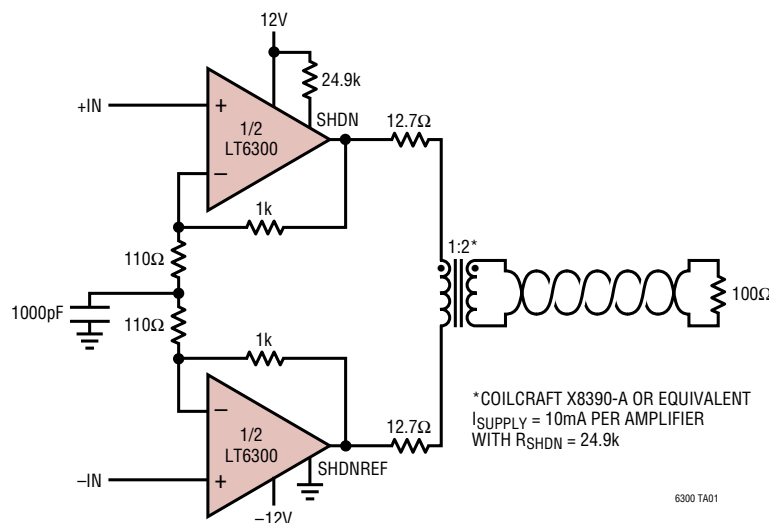 12V
24.9k
+IN
+
SHDN
12.7Ω
1/2
LT6300
–
1k
1:2*
110Ω
1000pF
110Ω
100Ω
1k
*COILCRAFT X8390-A OR EQUIVALENT
ISUPPLY = 10mA PER AMPLIFIER
WITH RSHDN = 24.9k
–
12.7Ω
1/2
LT6300
SHDNREF
+
–IN
–12V
6300 TA01